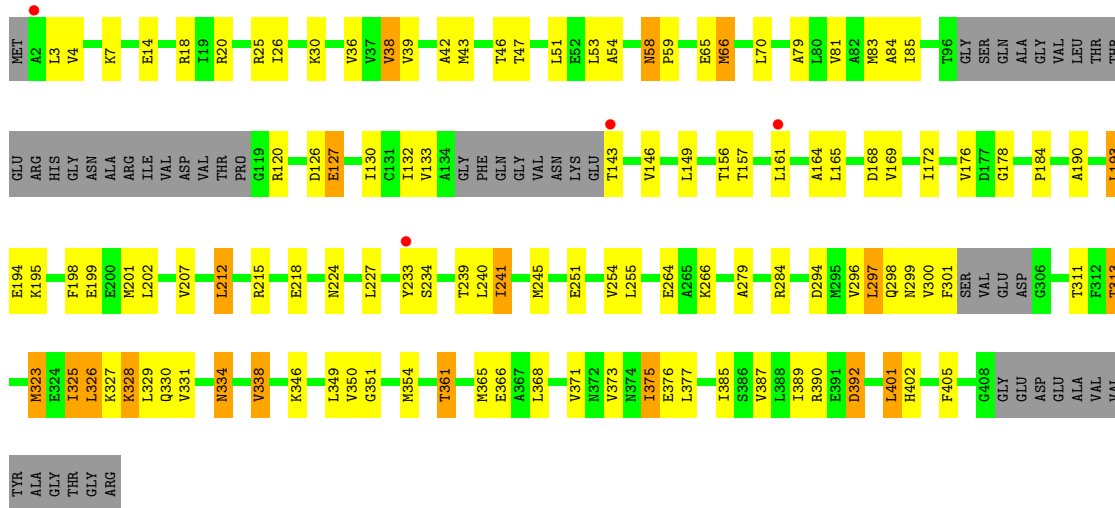 MET A2 L3 V4 K7 E14 R18 I19 R20 R25 I26 K30 V36 V37 V38 V39 A42 M43 T46 T47 L51 E52 L53 A54 N58 P59 E65 M66 L70 A79 L80 V81 A82 M83 A84 I85 T96 GLY SER GLN ALA GLY VAL LEU THR THR
GLU ARG HIS GLY ASN ALA ARG ILE VAL ASP VAL THR PRO G119 R120 D126 E127 I130 C131 I132 V133 A134 GLY PHE GLN GLY VAL ASN LYS GLU T143 V146 L149 T156 T157 L161 A164 L165 D168 V169 I172 V176 D177 G178 P184 A190 L193
E194 K195 F198 E199 E200 M201 L202 V207 L212 R215 E218 N224 L227 Y233 S234 T239 L240 I241 M245 E251 V254 L255 E264 A265 K266 A279 R284 D294 M295 V296 L297 Q298 N299 V300 F301 SER VAL GLU ASP G306 T311 F312 T313
M323 E324 I325 L326 K327 K328 L329 Q330 V331 N334 V338 K346 L349 V350 G351 M354 T361 M365 E366 A367 L368 V371 N372 V373 N374 I375 E376 L377 I385 S386 V387 L388 I389 R390 E391 D392 L401 H402 F405 G408 GLY GLU ASP GLU ALA VAL VAL
TYR ALA GLY THR GLY ARG